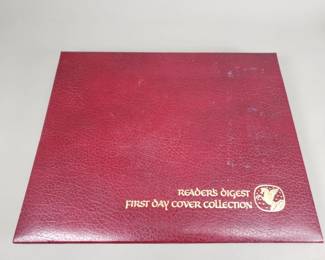 READER'S DIGEST
FIRST DAY COVER COLLECTION